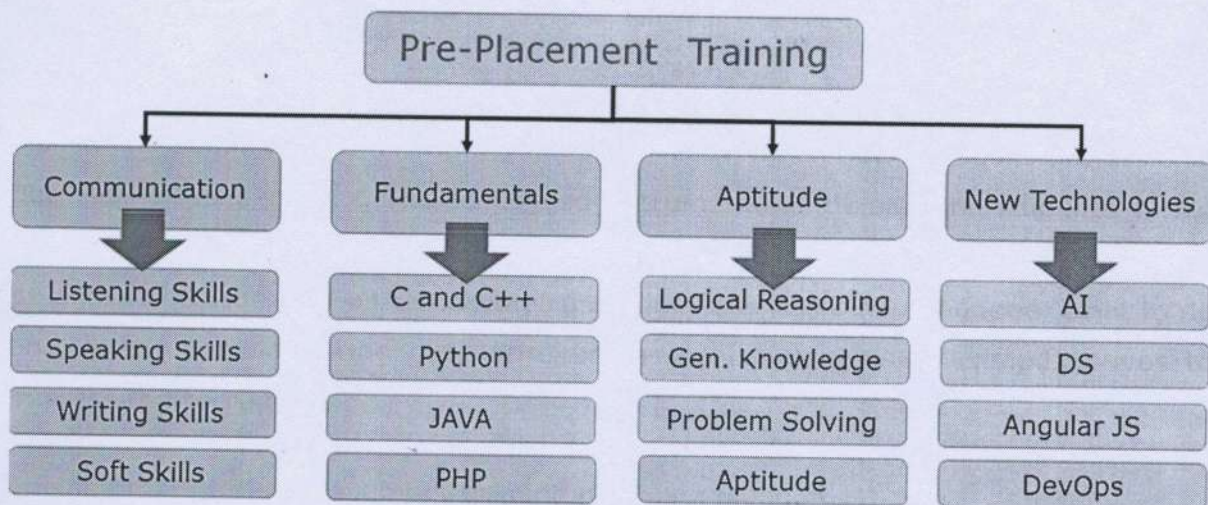 Pre-Placement Training
Communication
Fundamentals
Aptitude
New Technologies
Listening Skills
C and C++
Logical Reasoning
AI
Speaking Skills
Python
Gen. Knowledge
DS
Writing Skills
JAVA
Problem Solving
Angular JS
Soft Skills
PHP
Aptitude
DevOps